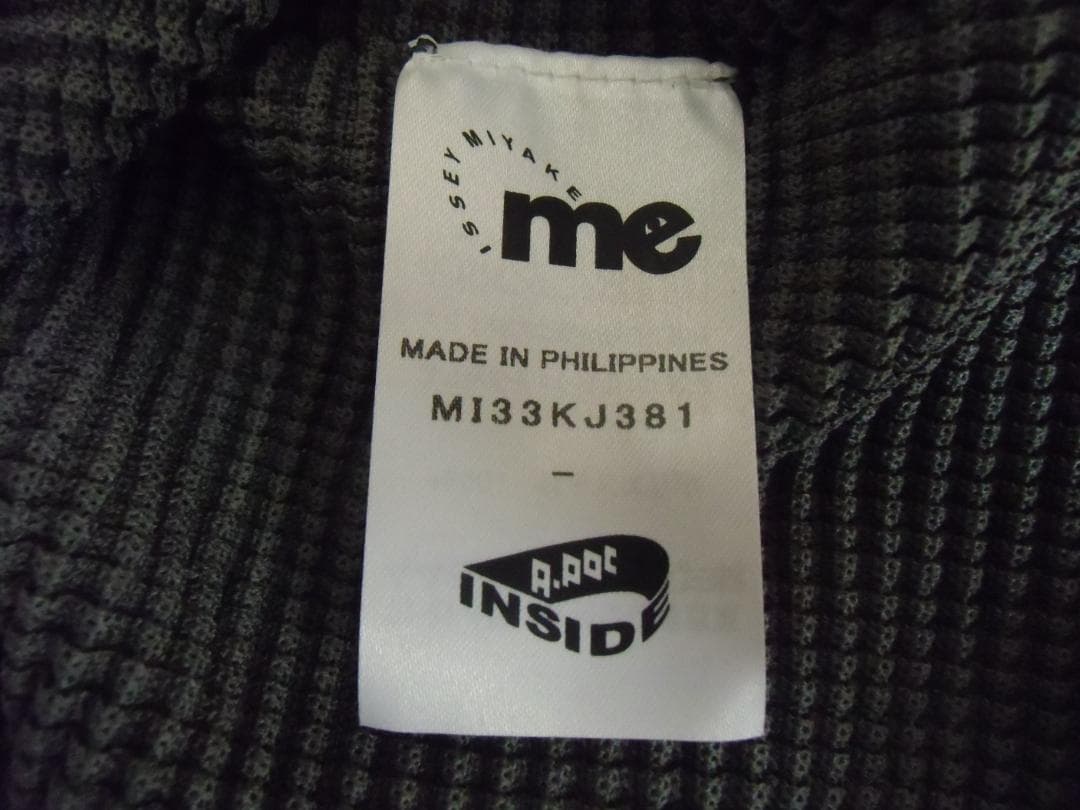 ISSEY MIYAKE
me
MADE IN PHILIPPINES
MI33KJ381
-
A.POC
INSIDE